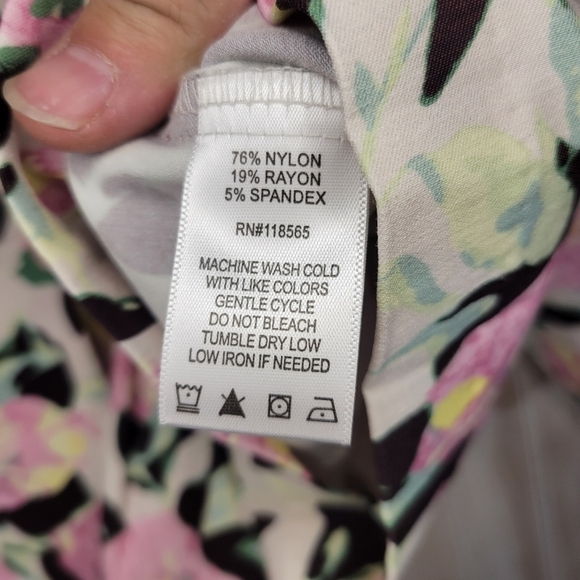 76% NYLON
19% RAYON
5% SPANDEX
RN#118565
MACHINE WASH COLD
WITH LIKE COLORS
GENTLE CYCLE
DO NOT BLEACH
TUMBLE DRY LOW
LOW IRON IF NEEDED